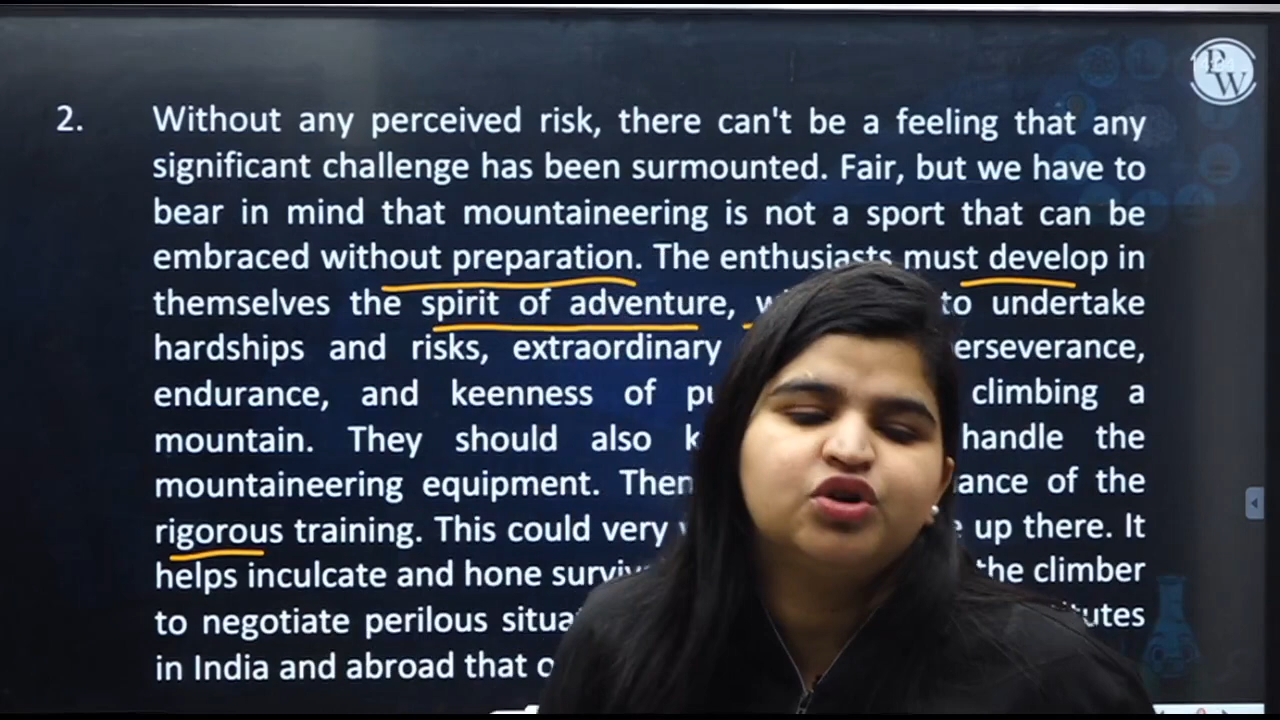 PW
2. Without any perceived risk, there can't be a feeling that any
significant challenge has been surmounted. Fair, but we have to
bear in mind that mountaineering is not a sport that can be
embraced without preparation. The enthusiasts must develop in
themselves the spirit of adventure, to undertake
hardships and risks, extraordinary
endurance, and keenness of climbing a
mountain. They should also handle the
mountaineering equipment. of the
rigorous training. This could very up there. It
helps inculcate and hone the climber
to negotiate perilous
in India and abroad that